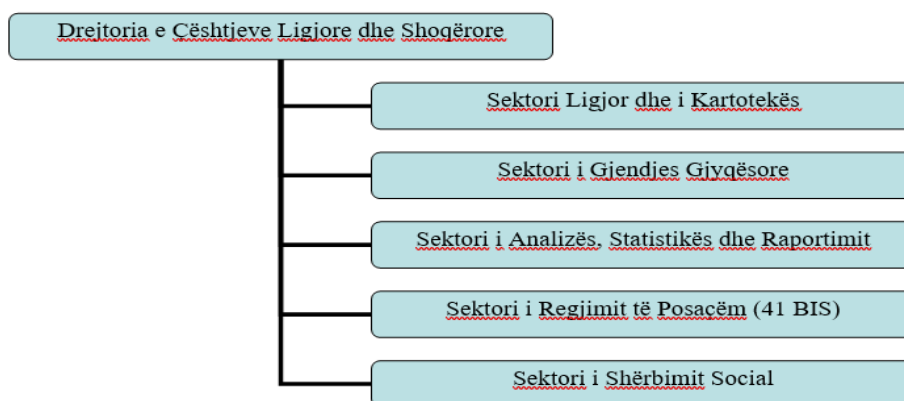 Drejtoria e Çështjeve Ligjore dhe Shoqërore
Sektori Ligjor dhe i Kartotekës
Sektori i Gjendjes Gjyqësore
Sektori i Analizës, Statistikës dhe Raportimit
Sektori i Regjimit të Posaçëm (41 BIS)
Sektori i Shërbimit Social